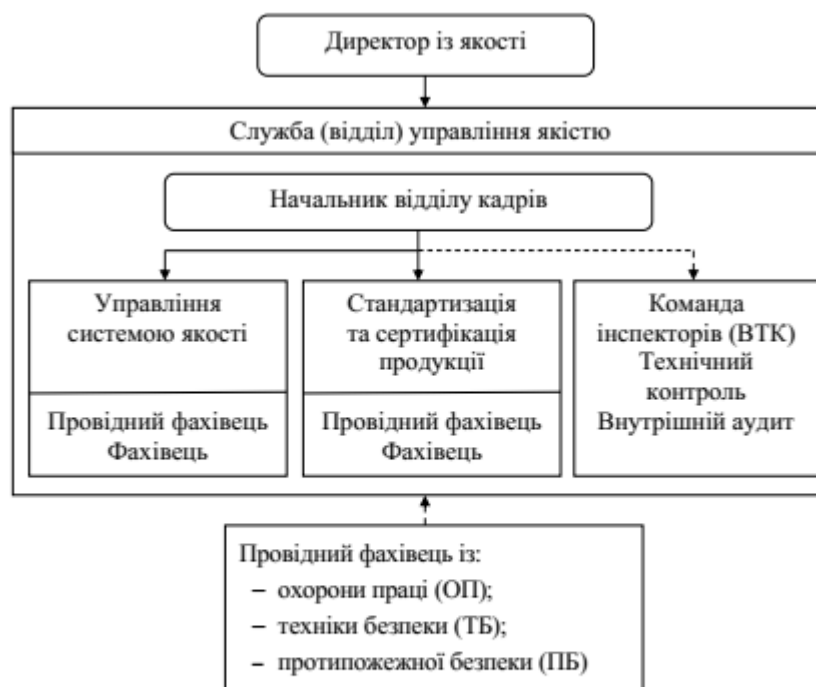 Директор із якості
Служба (відділ) управління якістю
Начальник відділу кадрів
Управління
системою якості
Провідний фахівець
Фахівець
Стандартизація
та сертифікація
продукції
Провідний фахівець
Фахівець
Команда
інспекторів (ВТК)
Технічний
контроль
Внутрішній аудит
Провідний фахівець із:
– охорони праці (ОП);
– техніки безпеки (ТБ);
– протипожежної безпеки (ПБ)